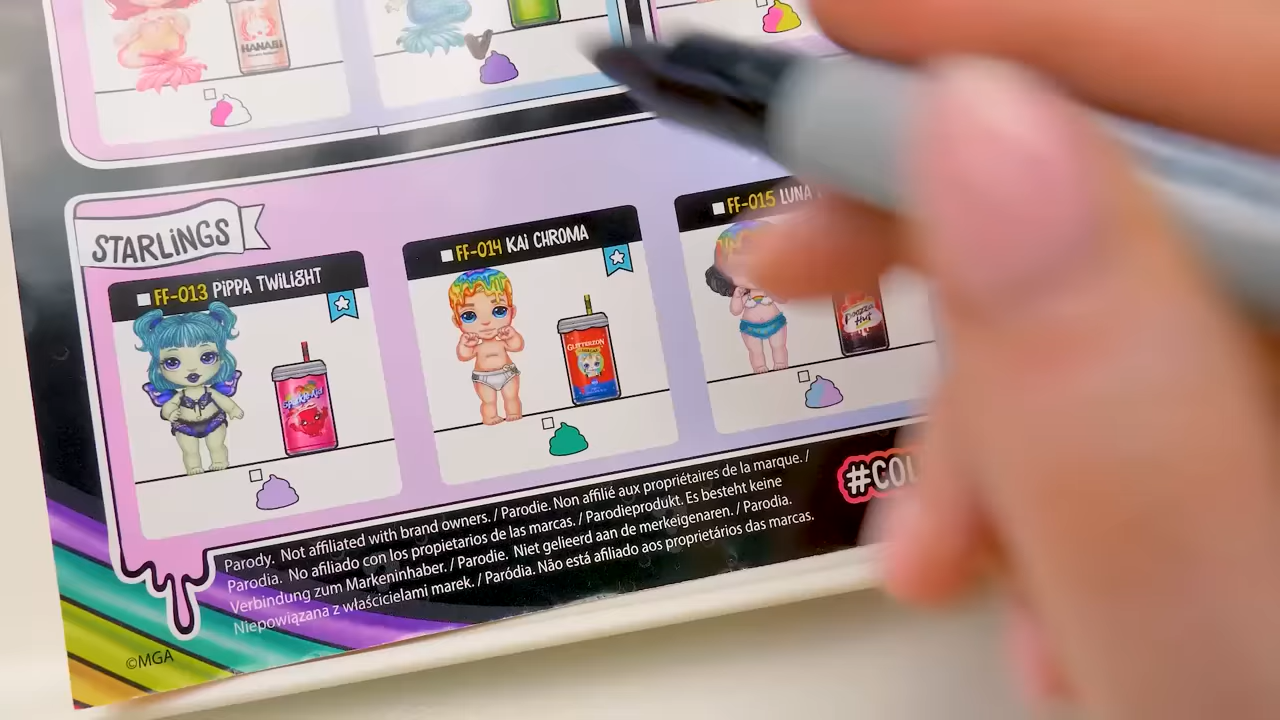 HANABI
STARLiNGS
FF-013 PiPPA TWiLiGHT
FF-014 KAi CHROMA
FF-015 LUNA
GLITTERZON
Parody. Not affiliated with brand owners. / Parodie. Non affilié aux propriétaires de la marque. /
Parodia. No afiliado con los propietarios de las marcas. / Parodieprodukt. Es besteht keine
Verbindung zum Markeninhaber. / Parodie. Niet gelieerd aan de merkeigenaren. / Parodia.
Niepowiązana z właścicielami marek. / Paródia. Não está afiliado aos proprietários das marcas.
#COL
©MGA